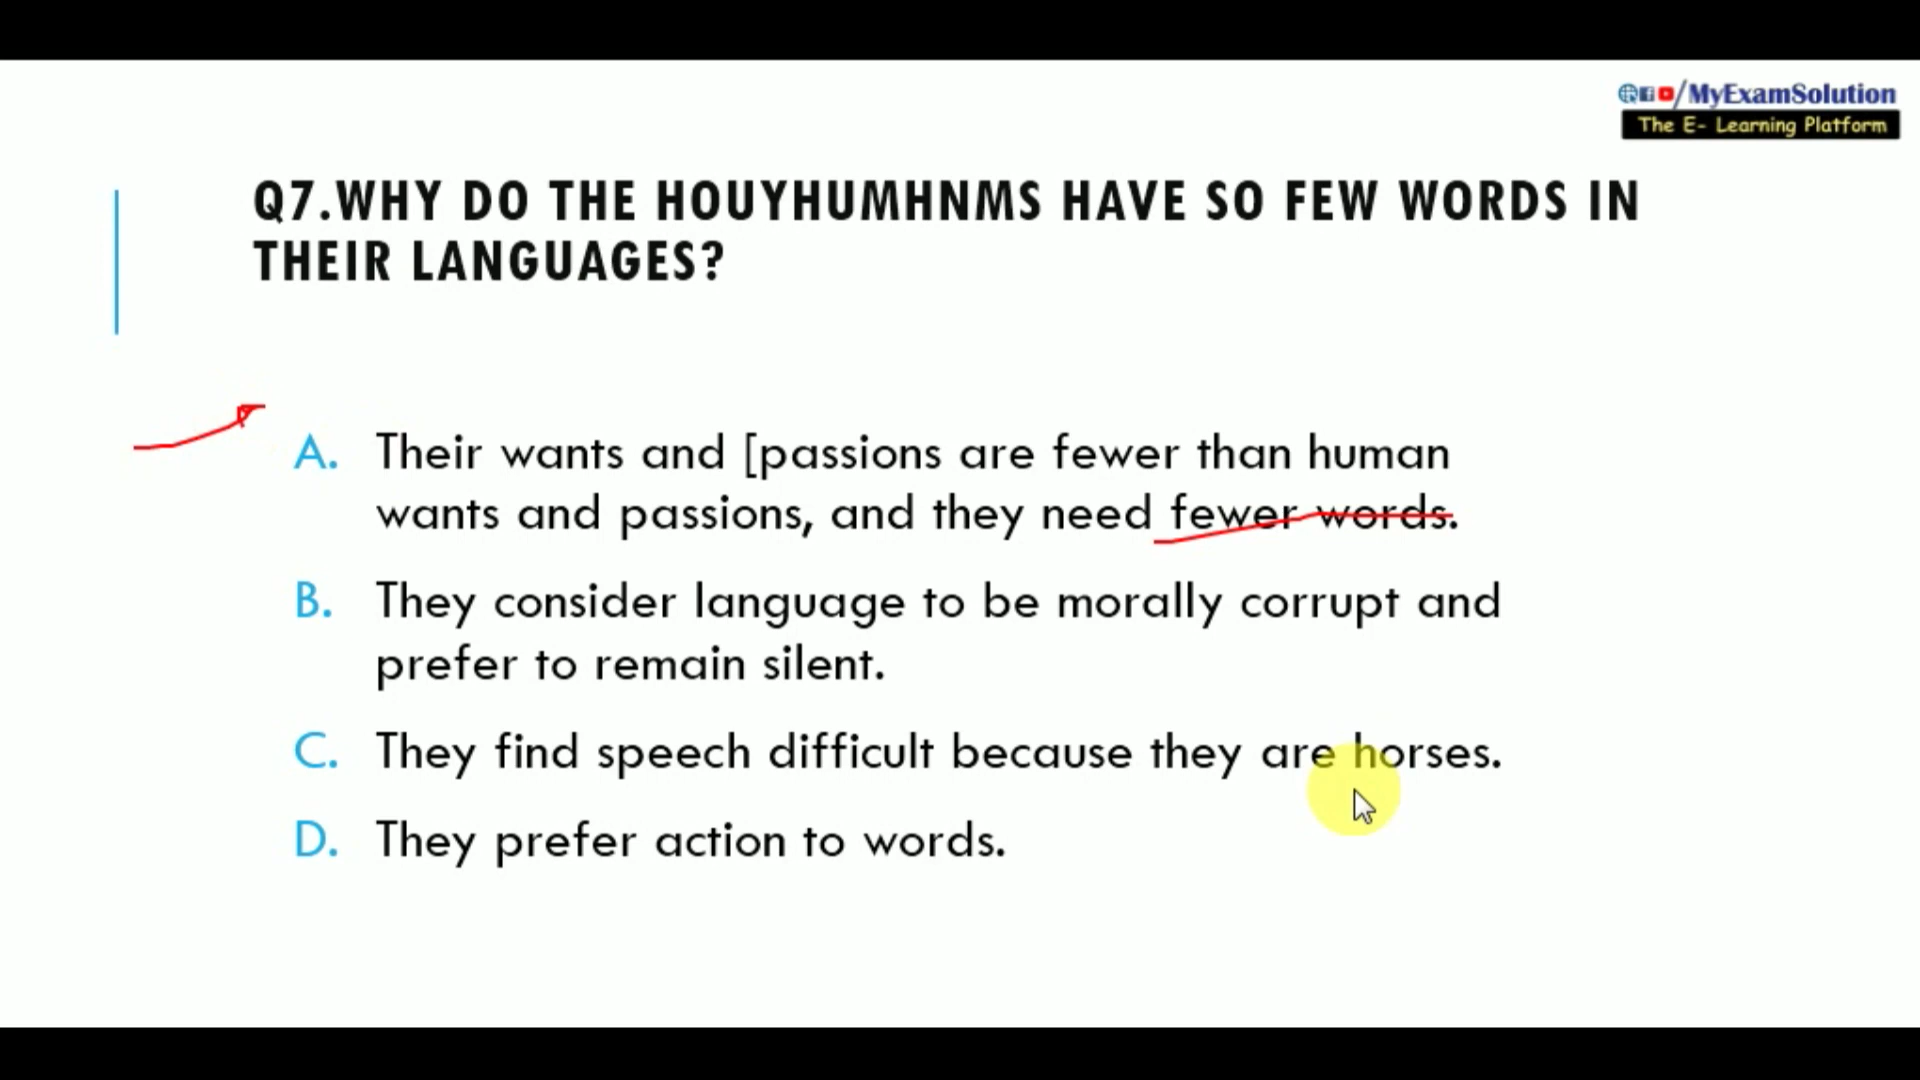 /MyExamSolution
The E- Learning Platform
Q7.WHY DO THE HOUYHUMHNMS HAVE SO FEW WORDS IN
THEIR LANGUAGES?
A. Their wants and [passions are fewer than human
wants and passions, and they need fewer words.
B. They consider language to be morally corrupt and
prefer to remain silent.
C. They find speech difficult because they are horses.
D. They prefer action to words.